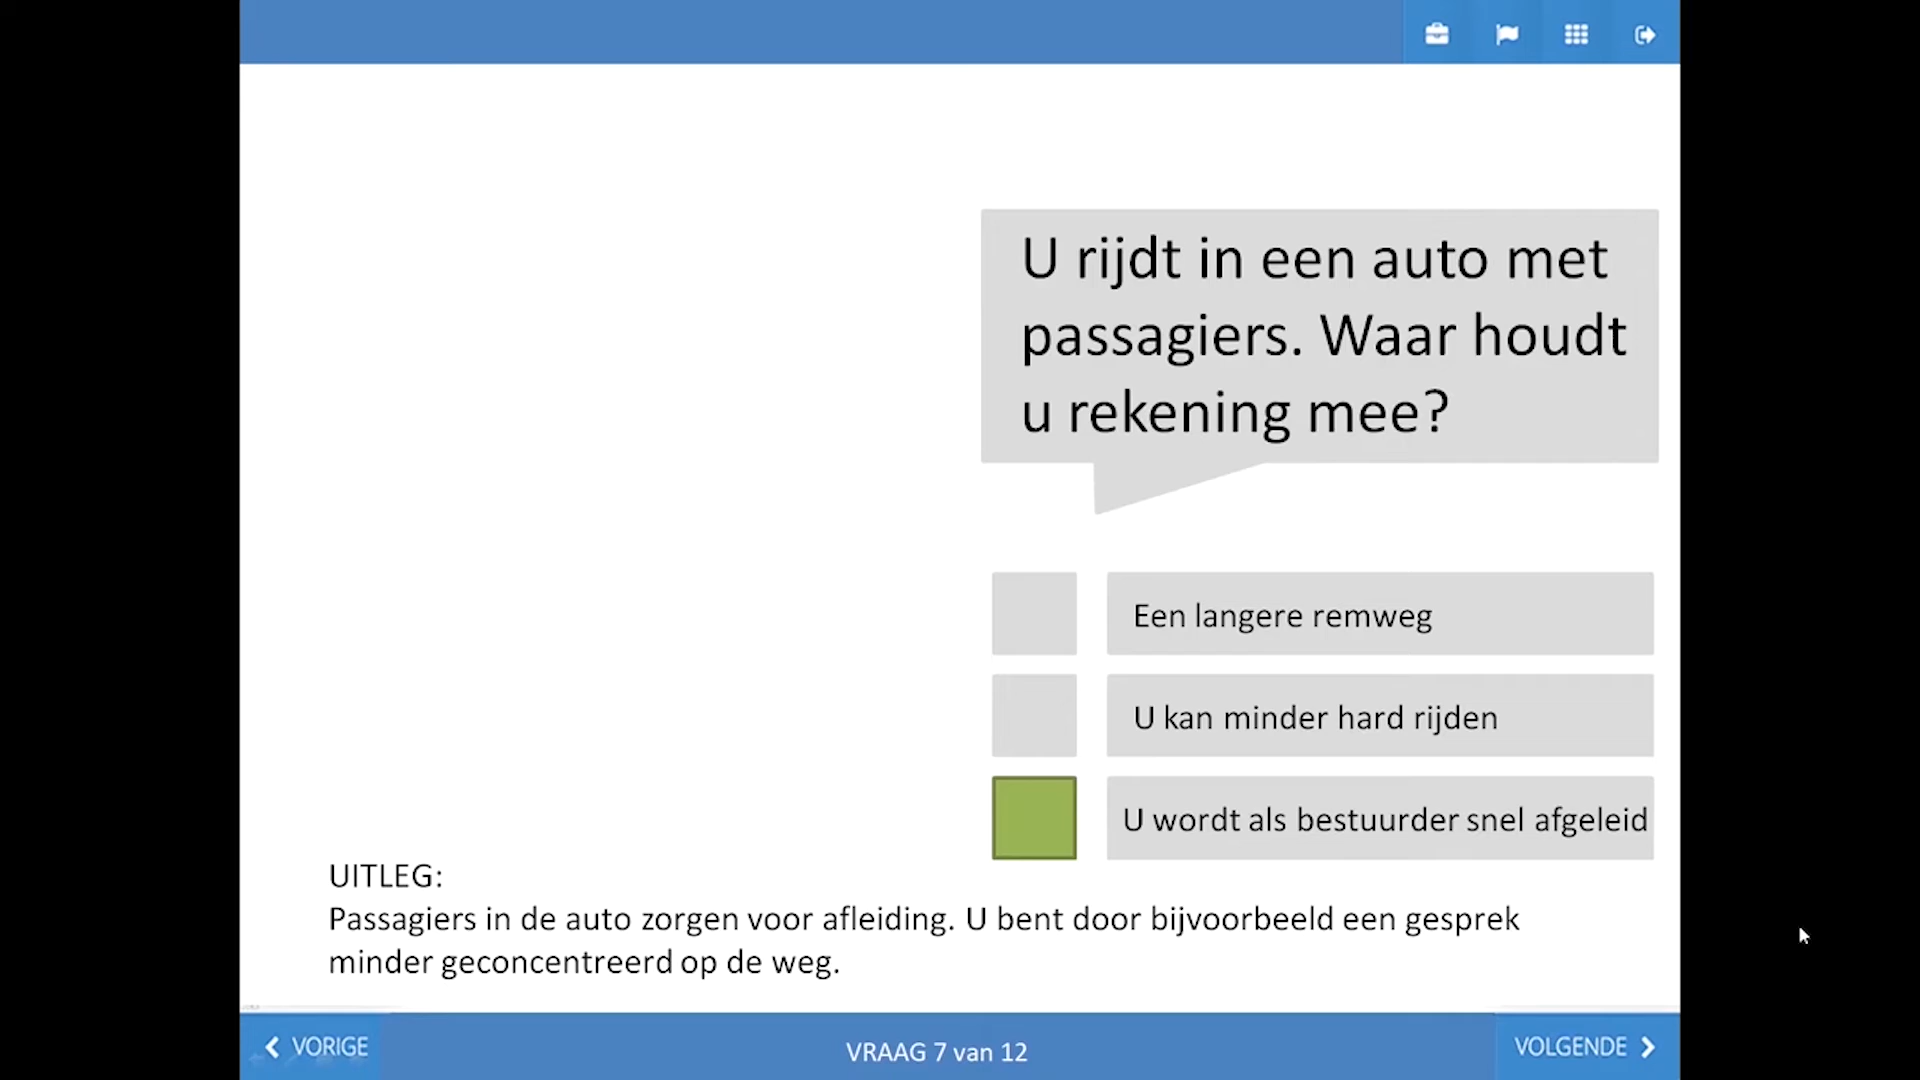 U rijdt in een auto met
passagiers. Waar houdt
u rekening mee?
Een langere remweg
U kan minder hard rijden
U wordt als bestuurder snel afgeleid
UITLEG:
Passagiers in de auto zorgen voor afleiding. U bent door bijvoorbeeld een gesprek
minder geconcentreerd op de weg.
VORIGE
VRAAG 7 van 12
VOLGENDE